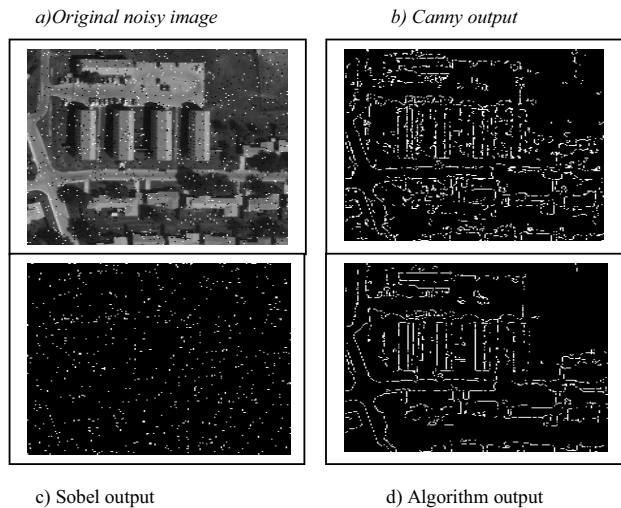 a)Original noisy image
b) Canny output
c) Sobel output
d) Algorithm output